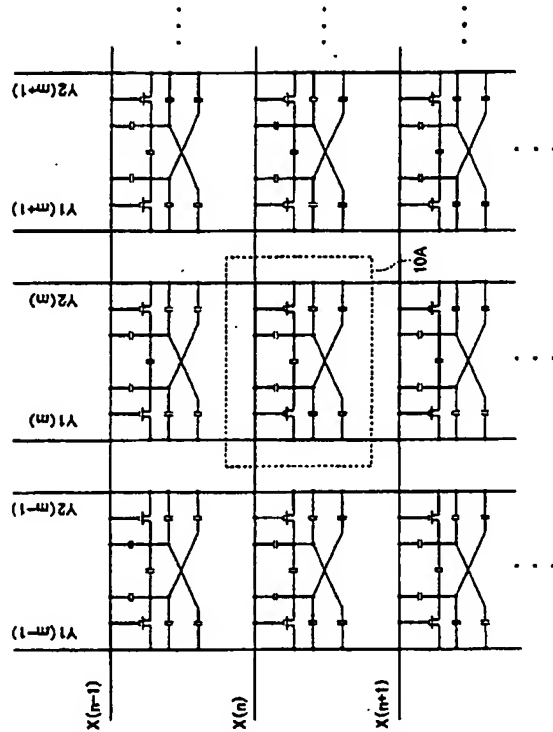 Y1(m-1)
Y2(m-1)
Y1(m)
Y2(m)
Y1(m+1)
Y2(m+1)
X(n-1)
X(n)
X(n+1)
10A